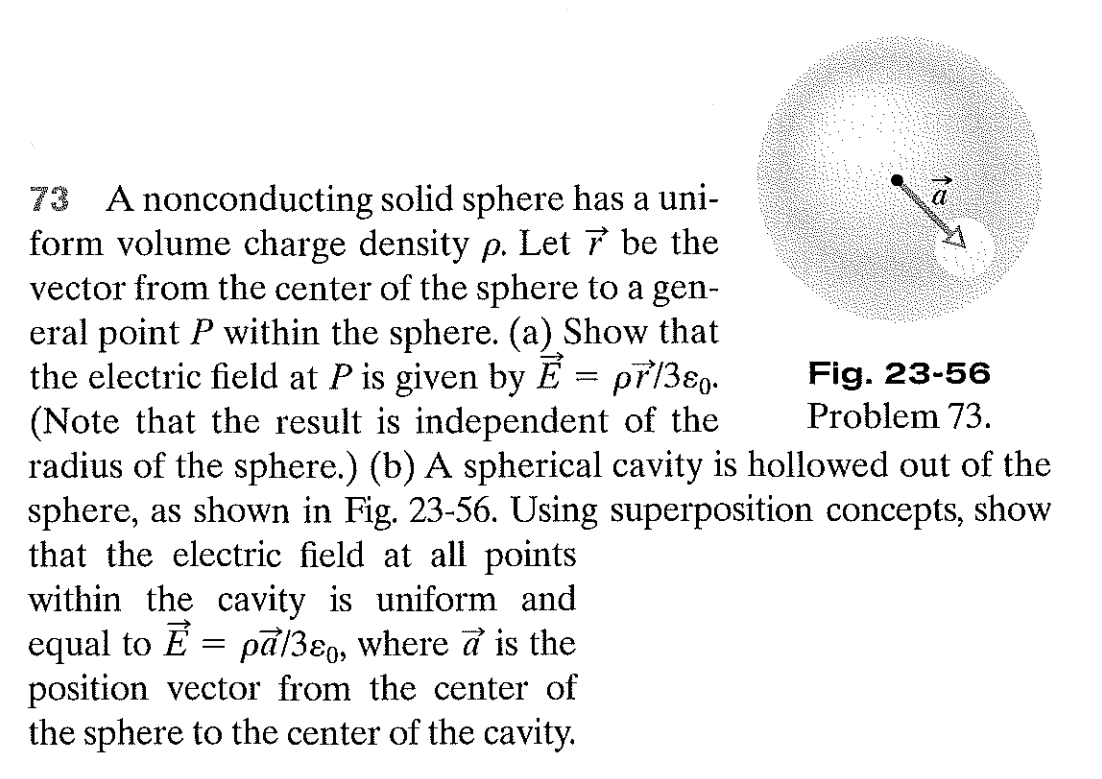 a⃗
73 A nonconducting solid sphere has a uni-
form volume charge density ρ. Let r⃗ be the
vector from the center of the sphere to a gen-
eral point P within the sphere. (a) Show that
the electric field at P is given by E⃗ = ρr⃗/3ε₀.
(Note that the result is independent of the
radius of the sphere.) (b) A spherical cavity is hollowed out of the
sphere, as shown in Fig. 23-56. Using superposition concepts, show
that the electric field at all points
within the cavity is uniform and
equal to E⃗ = ρa⃗/3ε₀, where a⃗ is the
position vector from the center of
the sphere to the center of the cavity.
Fig. 23-56
Problem 73.